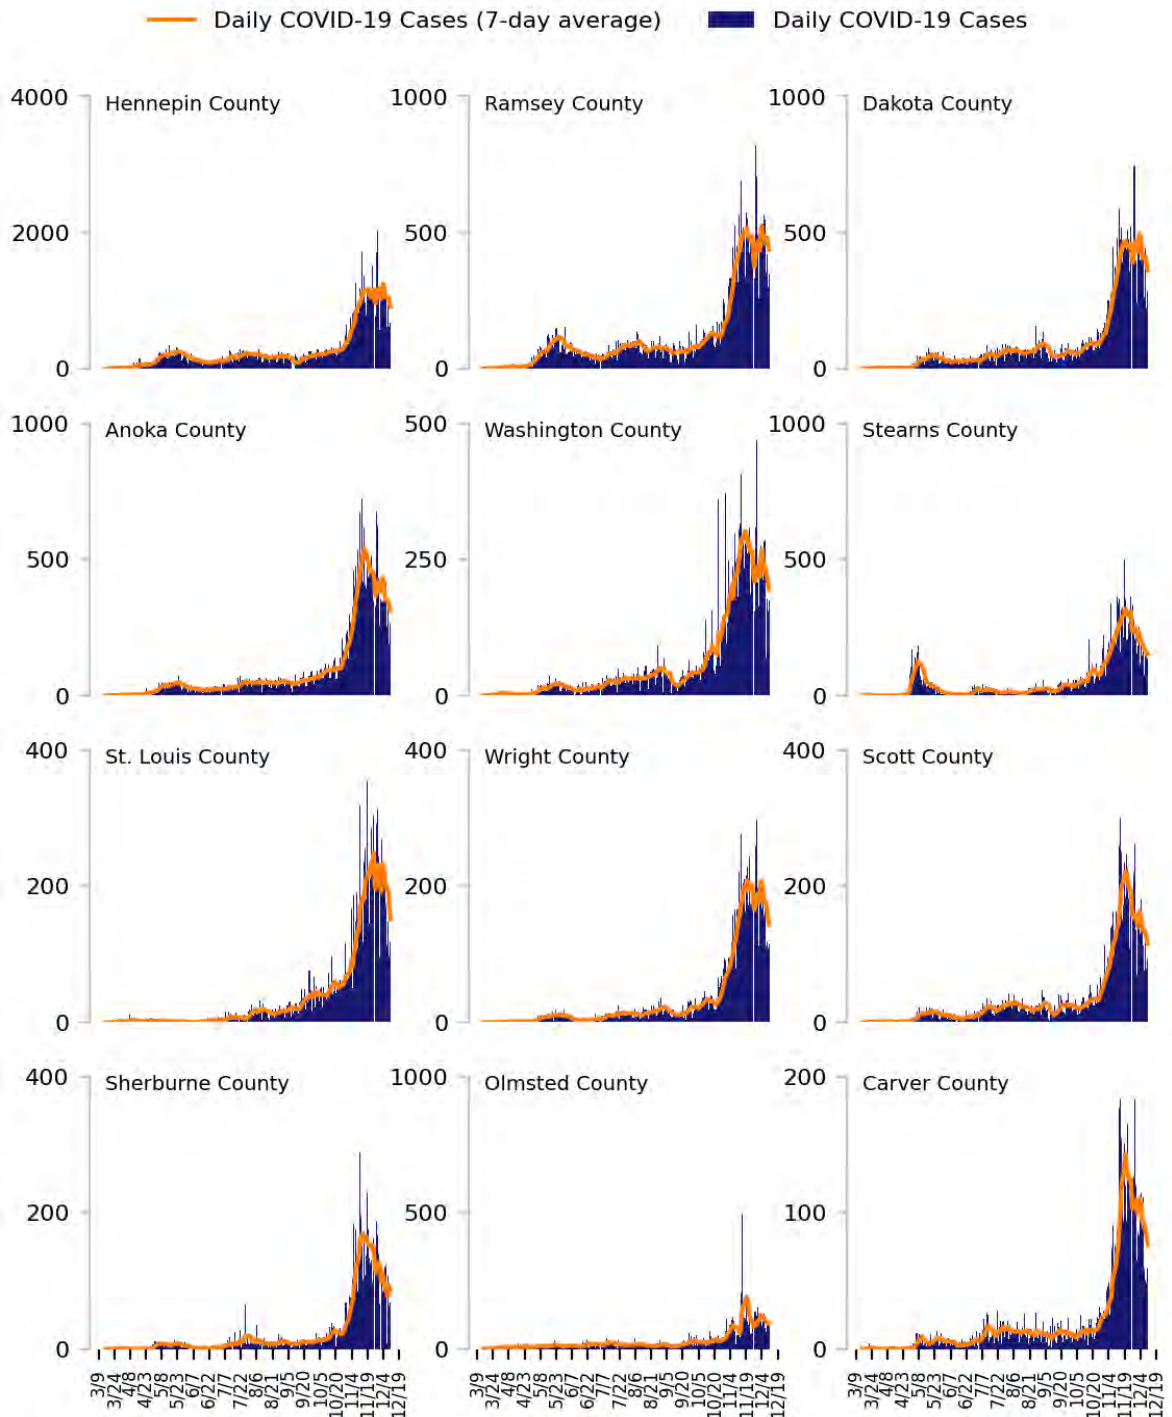 Daily COVID-19 Cases (7-day average) Daily COVID-19 Cases
4000 Hennepin County 1000 Ramsey County 1000 Dakota County
2000 500 500
0 0 0
1000 Anoka County 500 Washington County 1000 Stearns County
500 250 500
0 0 0
400 St. Louis County 400 Wright County 400 Scott County
200 200 200
0 0 0
400 Sherburne County 1000 Olmsted County 200 Carver County
200 500 100
0 0 0
3/9 3/24 4/8 4/23 5/8 5/23 6/7 6/22 7/7 7/22 8/6 8/21 9/5 9/20 10/5 10/20 11/4 11/19 12/4 12/19 3/9 3/24 4/8 4/23 5/8 5/23 6/7 6/22 7/7 7/22 8/6 8/21 9/5 9/20 10/5 10/20 11/4 11/19 12/4 12/19 3/9 3/24 4/8 4/23 5/8 5/23 6/7 6/22 7/7 7/22 8/6 8/21 9/5 9/20 10/5 10/20 11/4 11/19 12/4 12/19